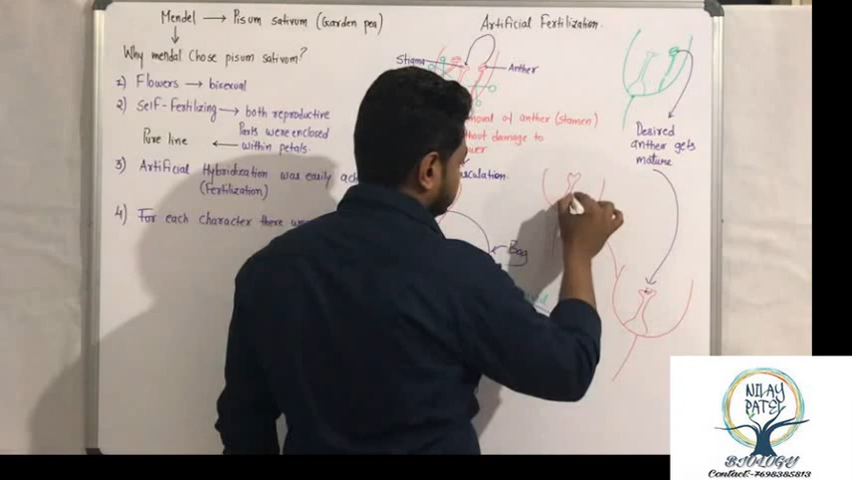 Mendel → Pisum sativum (Garden pea)
Why mendal chose pisum sativum?
1) Flowers → bisexual
2) Self-Fertilizing → both reproductive
Parts were enclosed
within petals.
Pure line
3) Artificial Hybridization was easily
(Fertilization)
4) For each character there
Artificial Fertilization.
Stigma
Anther
of anther (stamen)
damage to
Bag
Desired
anther gets
mature
NILAY
PATEL
BIOLOGY
Contact:-7698385813